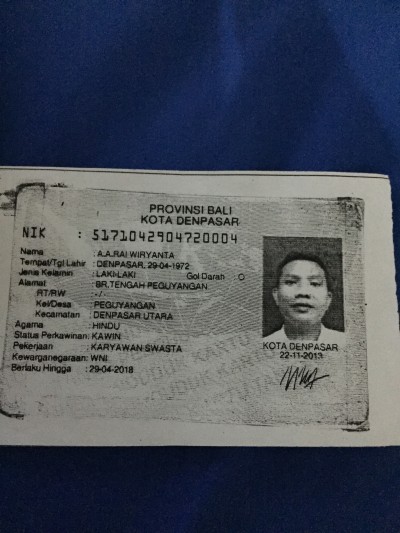 PROVINSI BALI
KOTA DENPASAR
NIK : 5171042904720004
Nama : A.A.RAI WIRYANTA
Tempat/Tgl Lahir : DENPASAR, 29-04-1972
Jenis Kelamin : LAKI-LAKI Gol Darah : O
Alamat : BR.TENGAH PEGUYANGAN
RT/RW : -/-
Kel/Desa : PEGUYANGAN
Kecamatan : DENPASAR UTARA
Agama : HINDU
Status Perkawinan: KAWIN
Pekerjaan : KARYAWAN SWASTA
Kewarganegaraan: WNI
Berlaku Hingga : 29-04-2018
KOTA DENPASAR
22-11-2013